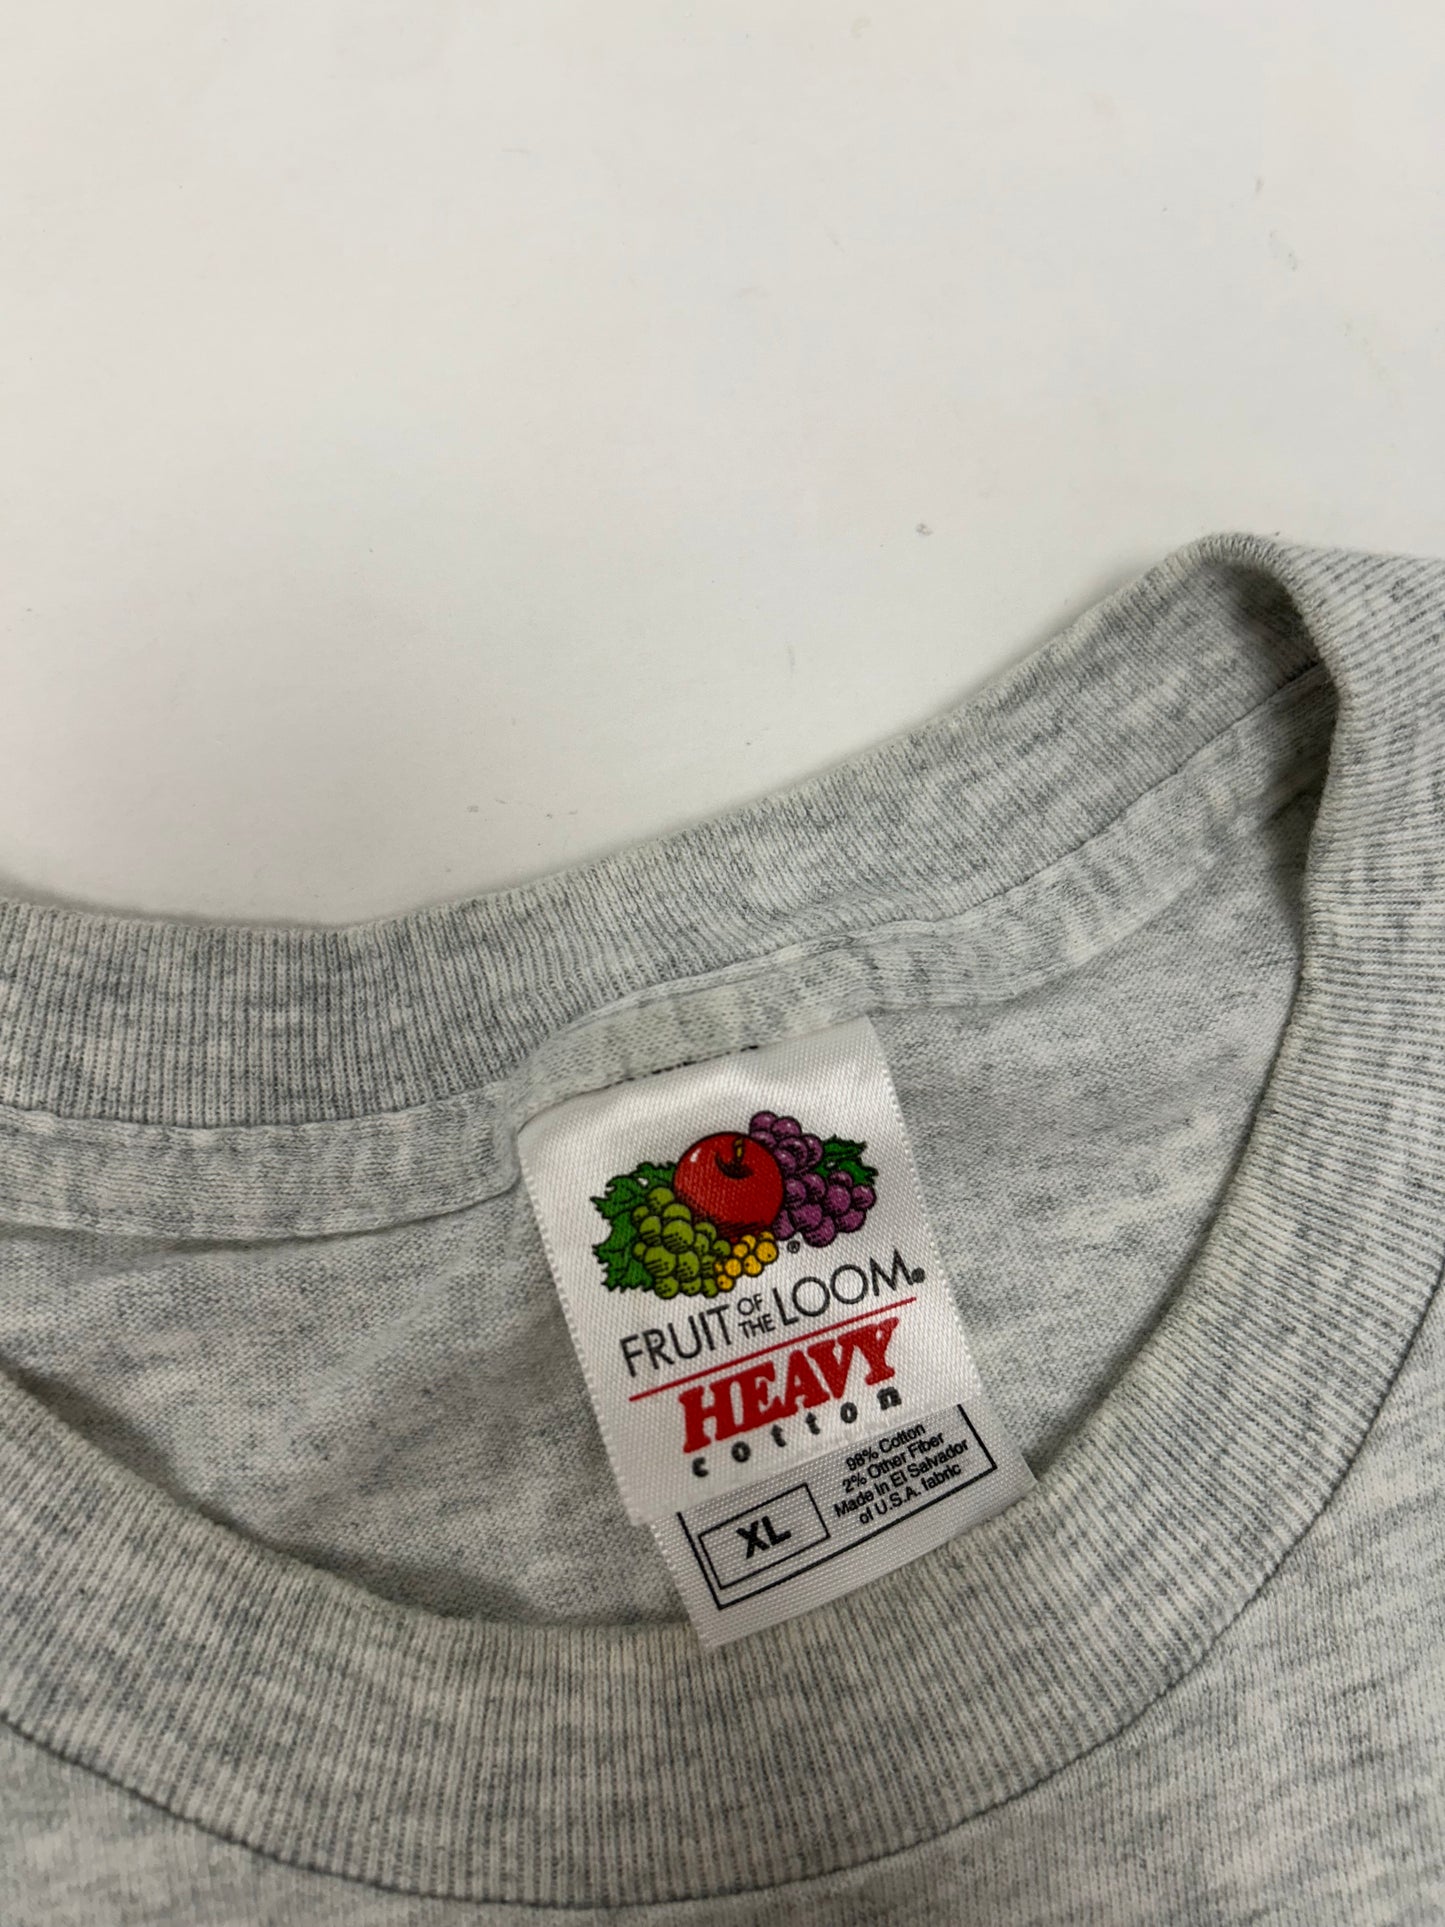 FRUIT OF THE LOOM®
HEAVY
cotton
XL
98% Cotton
2% Other Fiber
Made in El Salvador
of U.S.A. fabric